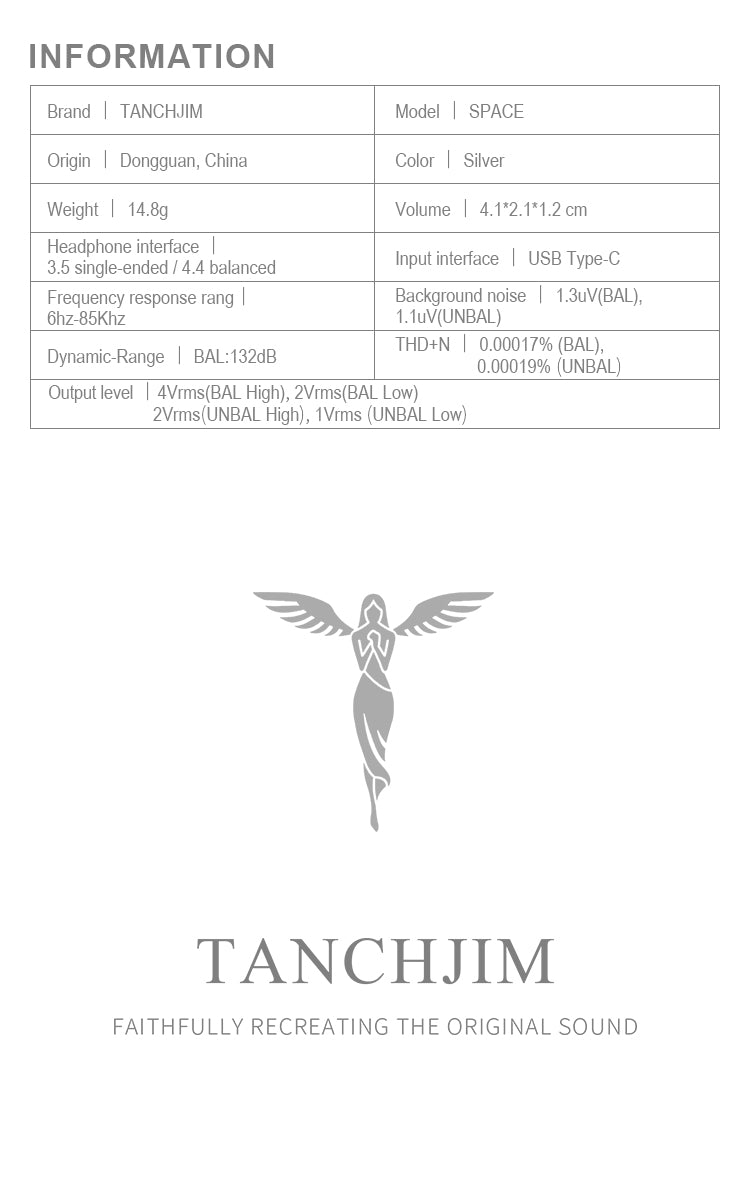 INFORMATION
Brand | TANCHJIM
Model | SPACE
Origin | Dongguan, China
Color | Silver
Weight | 14.8g
Volume | 4.1*2.1*1.2 cm
Headphone interface |
3.5 single-ended / 4.4 balanced
Input interface | USB Type-C
Frequency response rang |
6hz-85Khz
Background noise | 1.3uV(BAL),
1.1uV(UNBAL)
Dynamic-Range | BAL:132dB
THD+N | 0.00017% (BAL),
0.00019% (UNBAL)
Output level | 4Vrms(BAL High), 2Vrms(BAL Low)
2Vrms(UNBAL High), 1Vrms (UNBAL Low)
TANCHJIM
FAITHFULLY RECREATING THE ORIGINAL SOUND